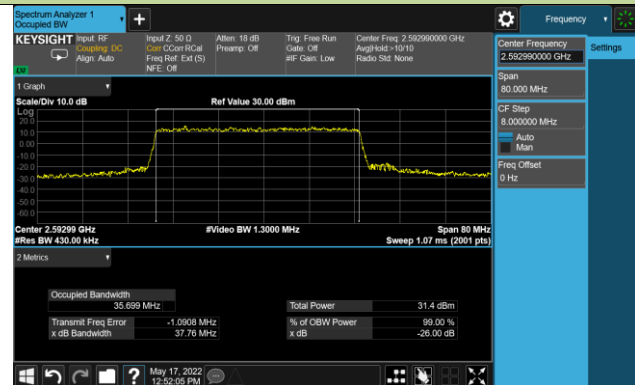 Spectrum Analyzer 1
Occupied BW
+
Frequency
KEYSIGHT
Input: RF
Coupling: DC
Align: Auto
LXI
Input Z: 50 Ω
Corr CCorr RCal
Freq Ref: Ext (S)
NFE: Off
Atten: 18 dB
Preamp: Off
Trig: Free Run
Gate: Off
#IF Gain: Low
Center Freq: 2.592990000 GHz
Avg|Hold:>10/10
Radio Std: None
Center Frequency
2.592990000 GHz
Settings
Span
80.000 MHz
CF Step
8.000000 MHz
Auto
Man
Freq Offset
0 Hz
1 Graph
Scale/Div 10.0 dB
Ref Value 30.00 dBm
Log
20.0
10.0
0.00
-10.0
-20.0
-30.0
-40.0
-50.0
-60.0
Center 2.59299 GHz
#Video BW 1.3000 MHz
Span 80 MHz
#Res BW 430.00 kHz
Sweep 1.07 ms (2001 pts)
2 Metrics
Occupied Bandwidth
35.699 MHz
Total Power 31.4 dBm
Transmit Freq Error -1.0908 MHz
% of OBW Power 99.00 %
x dB Bandwidth 37.76 MHz
x dB -26.00 dB
?
May 17, 2022
12:52:05 PM